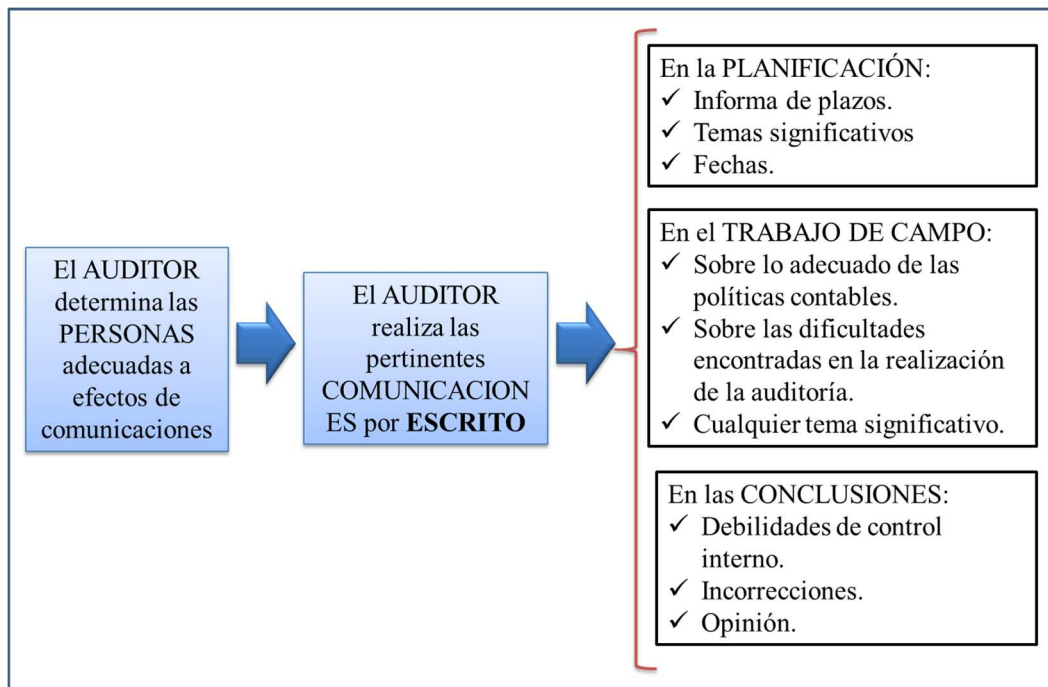 El AUDITOR
determina las
PERSONAS
adecuadas a
efectos de
comunicaciones
El AUDITOR
realiza las
pertinentes
COMUNICACION
ES por ESCRITO
En la PLANIFICACIÓN:
✓ Informa de plazos.
✓ Temas significativos
✓ Fechas.
En el TRABAJO DE CAMPO:
✓ Sobre lo adecuado de las
políticas contables.
✓ Sobre las dificultades
encontradas en la realización
de la auditoría.
✓ Cualquier tema significativo.
En las CONCLUSIONES:
✓ Debilidades de control
interno.
✓ Incorrecciones.
✓ Opinión.